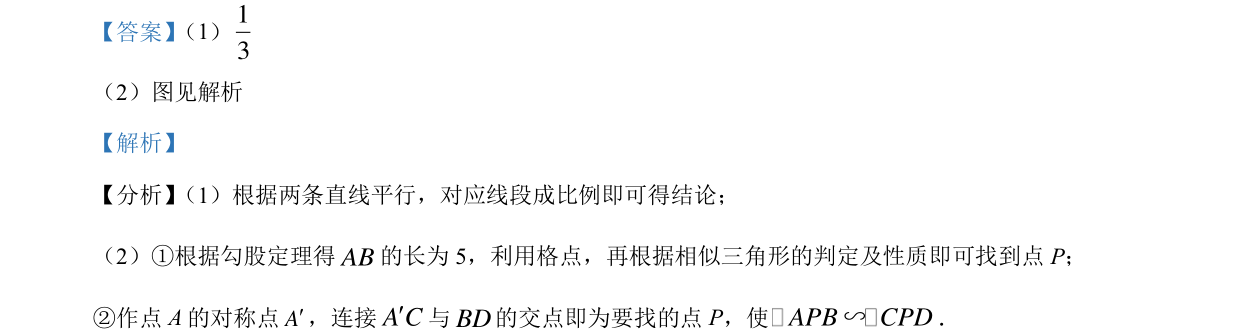 【答案】（1）1/3
（2）图见解析
【解析】
【分析】（1）根据两条直线平行，对应线段成比例即可得结论；
（2）①根据勾股定理得 AB 的长为 5，利用格点，再根据相似三角形的判定及性质即可找到点 P；
②作点 A 的对称点 A′，连接 A′C 与 BD 的交点即为要找的点 P，使□ APB ∽□ CPD．